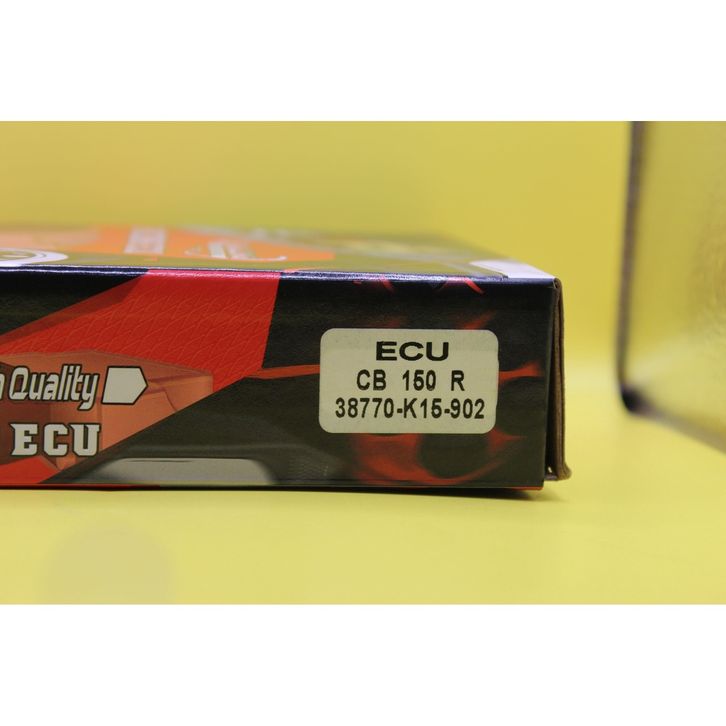 Quality
ECU
ECU
CB 150 R
38770-K15-902